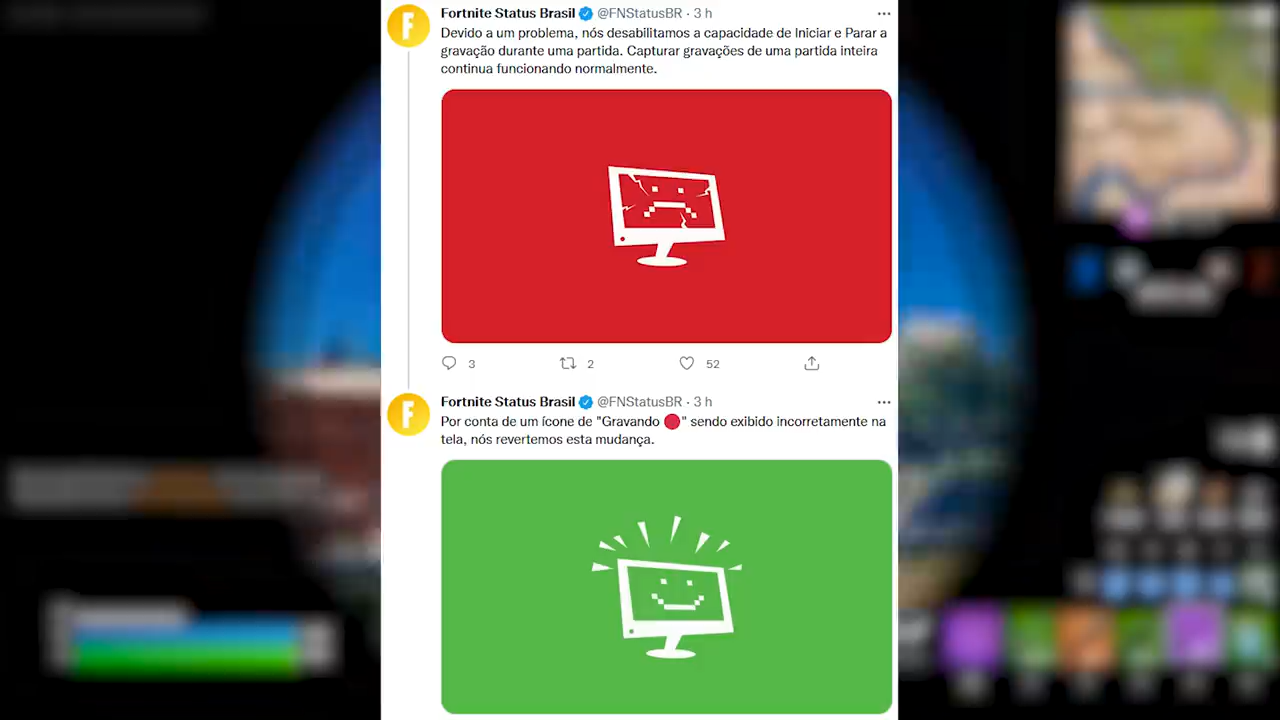 Fortnite Status Brasil @FNStatusBR · 3 h
Devido a um problema, nós desabilitamos a capacidade de Iniciar e Parar a
gravação durante uma partida. Capturar gravações de uma partida inteira
continua funcionando normalmente.
3 2 52
Fortnite Status Brasil @FNStatusBR · 3 h
Por conta de um ícone de "Gravando 🔴" sendo exibido incorretamente na
tela, nós revertemos esta mudança.